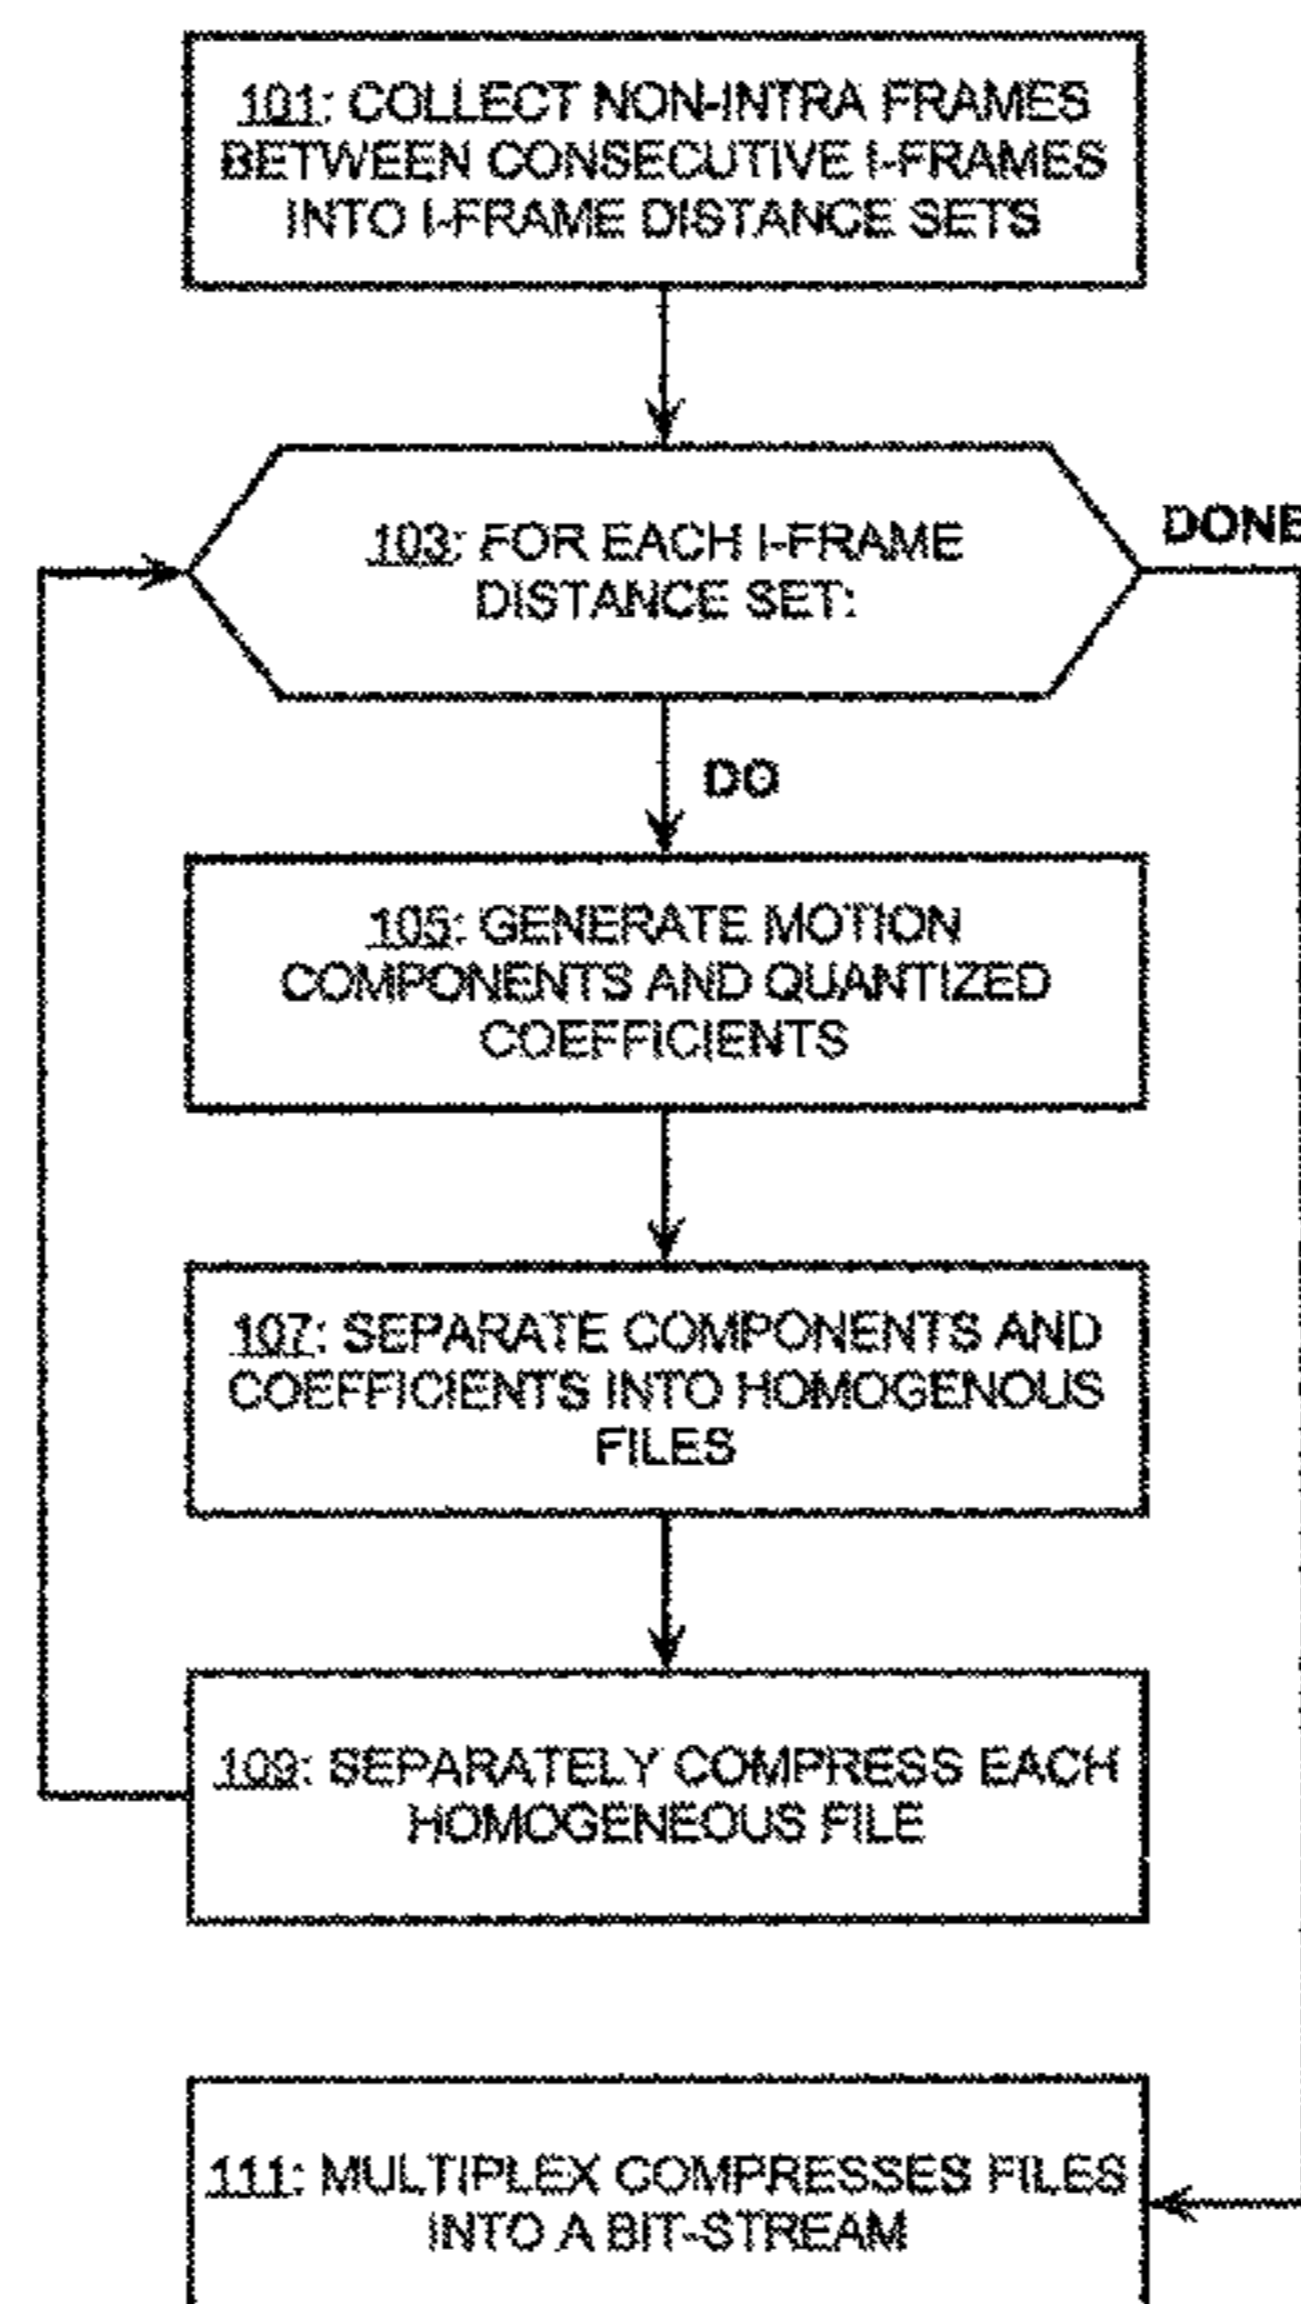 101: COLLECT NON-INTRA FRAMES
BETWEEN CONSECUTIVE I-FRAMES
INTO I-FRAME DISTANCE SETS
103: FOR EACH I-FRAME
DISTANCE SET:
DONE
DO
105: GENERATE MOTION
COMPONENTS AND QUANTIZED
COEFFICIENTS
107: SEPARATE COMPONENTS AND
COEFFICIENTS INTO HOMOGENOUS
FILES
109: SEPARATELY COMPRESS EACH
HOMOGENEOUS FILE
111: MULTIPLEX COMPRESSES FILES
INTO A BIT-STREAM